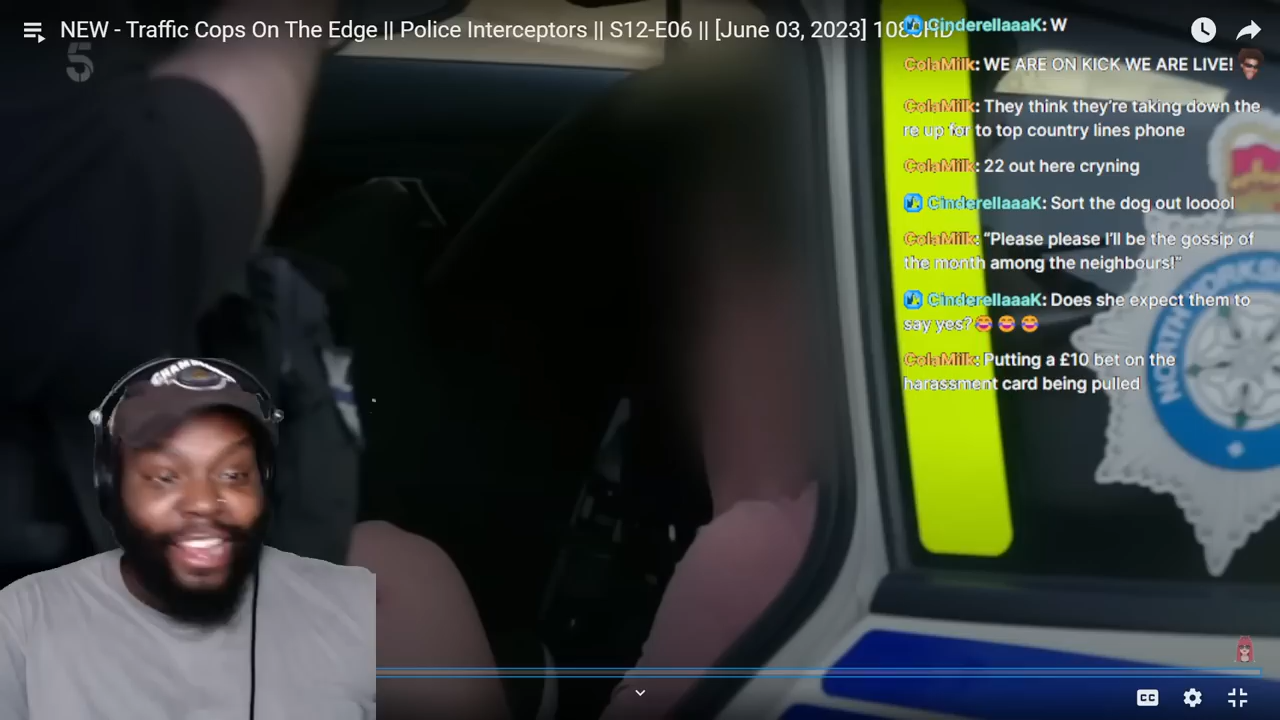 NEW - Traffic Cops On The Edge || Police Interceptors || S12-E06 || [June 03, 2023] 1080HD
5
CinderellaaaK: W
ColaMilk: WE ARE ON KICK WE ARE LIVE!
ColaMilk: They think they're taking down the
re up for to top country lines phone
ColaMilk: 22 out here cryning
CinderellaaaK: Sort the dog out looool
ColaMilk: “Please please I'll be the gossip of
the month among the neighbours!”
CinderellaaaK: Does she expect them to
say yes?😂 😂 😂
ColaMilk: Putting a £10 bet on the
harassment card being pulled
CHAMP
NORTH YORKS
CC